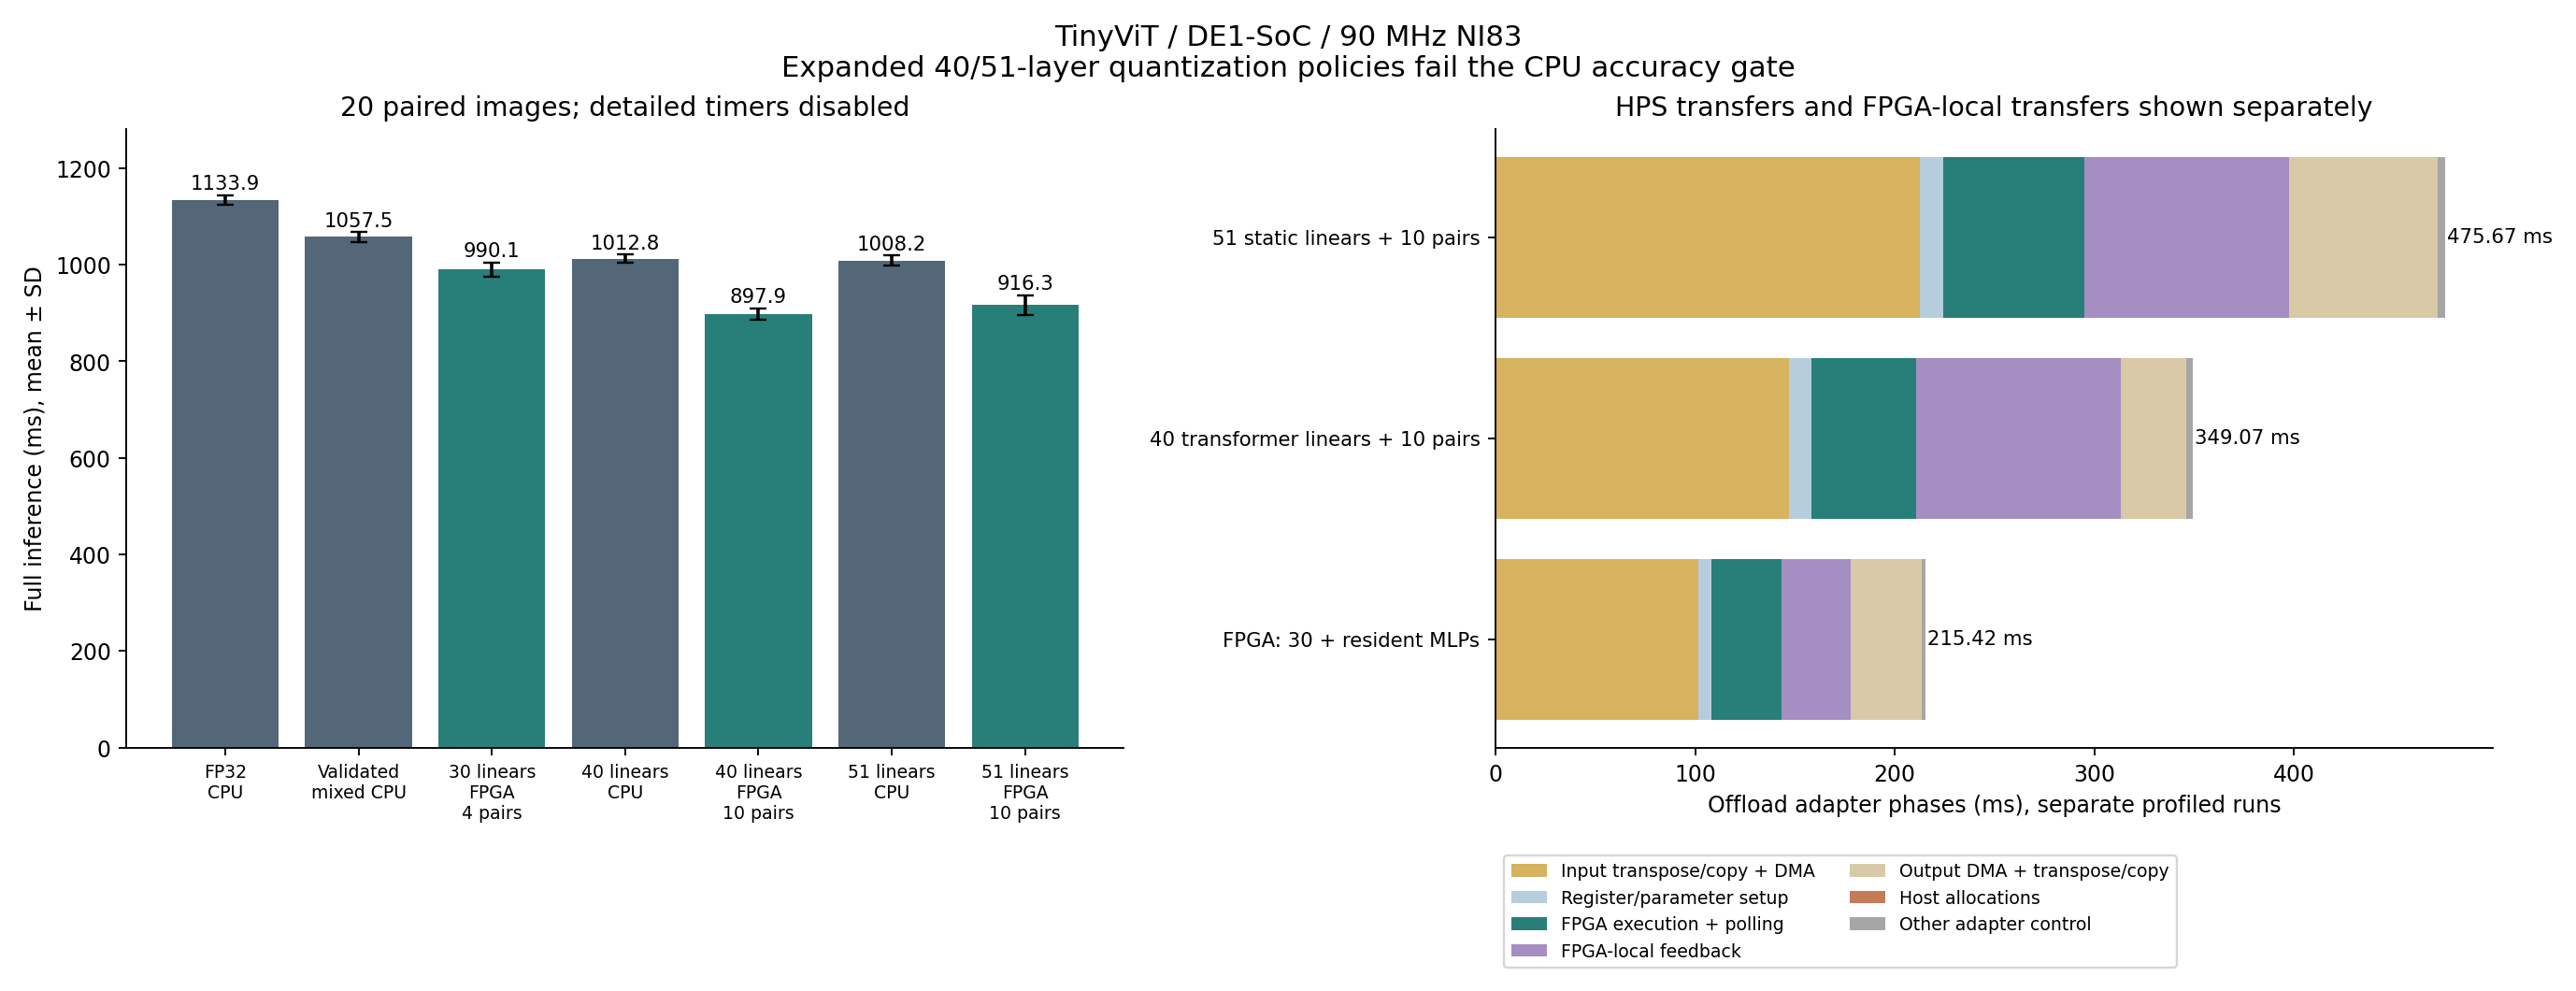 TinyViT / DE1-SoC / 90 MHz NI83
Expanded 40/51-layer quantization policies fail the CPU accuracy gate
20 paired images; detailed timers disabled
Full inference (ms), mean ± SD
1200
1000
800
600
400
200
0
1133.9
1057.5
990.1
1012.8
897.9
1008.2
916.3
FP32
CPU
Validated
mixed CPU
30 linears
FPGA
4 pairs
40 linears
CPU
40 linears
FPGA
10 pairs
51 linears
CPU
51 linears
FPGA
10 pairs
HPS transfers and FPGA-local transfers shown separately
51 static linears + 10 pairs
475.67 ms
40 transformer linears + 10 pairs
349.07 ms
FPGA: 30 + resident MLPs
215.42 ms
0
100
200
300
400
Offload adapter phases (ms), separate profiled runs
Input transpose/copy + DMA
Register/parameter setup
FPGA execution + polling
FPGA-local feedback
Output DMA + transpose/copy
Host allocations
Other adapter control